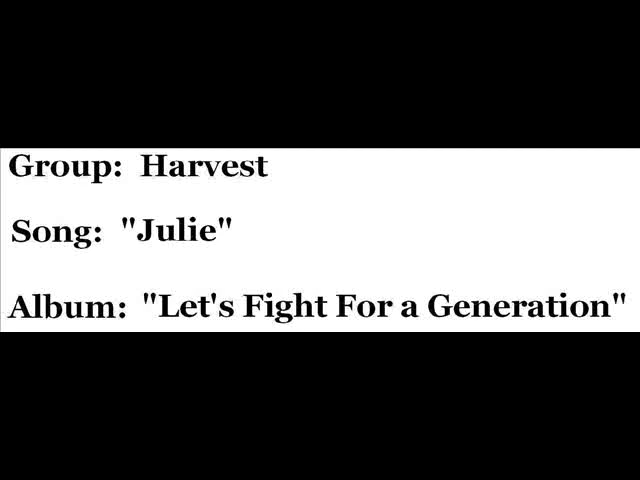 Group: Harvest
Song: "Julie"
Album: "Let's Fight For a Generation"